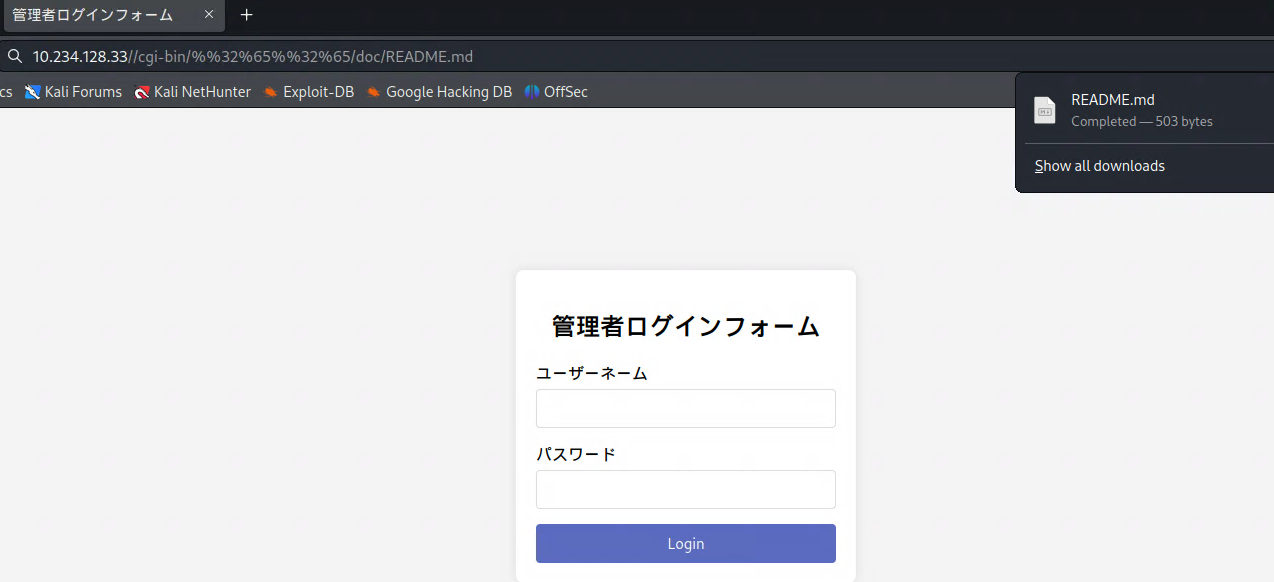 管理者ログインフォーム
10.234.128.33//cgi-bin/%%32%65%%32%65/doc/README.md
cs Kali Forums Kali NetHunter Exploit-DB Google Hacking DB OffSec
README.md
Completed — 503 bytes
Show all downloads
管理者ログインフォーム
ユーザーネーム
パスワード
Login